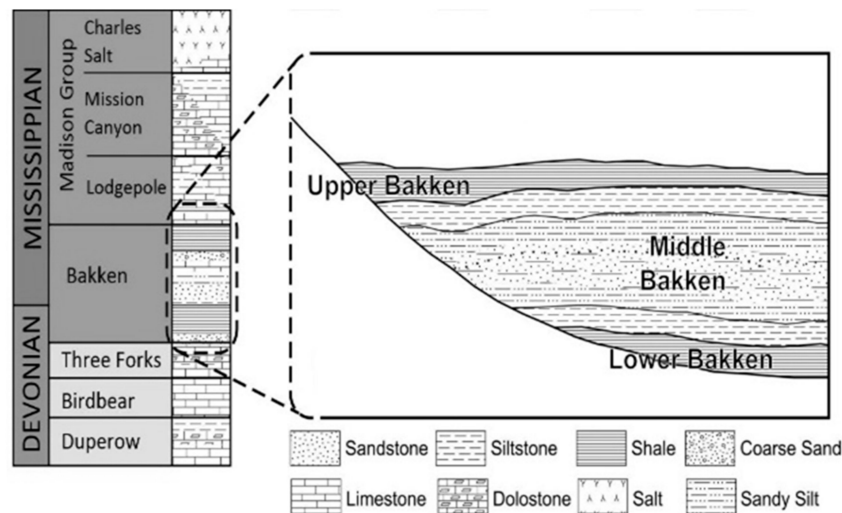 MISSISSIPPIAN
DEVONIAN
Madison Group
Charles
Salt
Mission
Canyon
Lodgepole
Bakken
Three Forks
Birdbear
Duperow
Upper Bakken
Middle
Bakken
Lower Bakken
Sandstone
Siltstone
Shale
Coarse Sand
Limestone
Dolostone
Salt
Sandy Silt